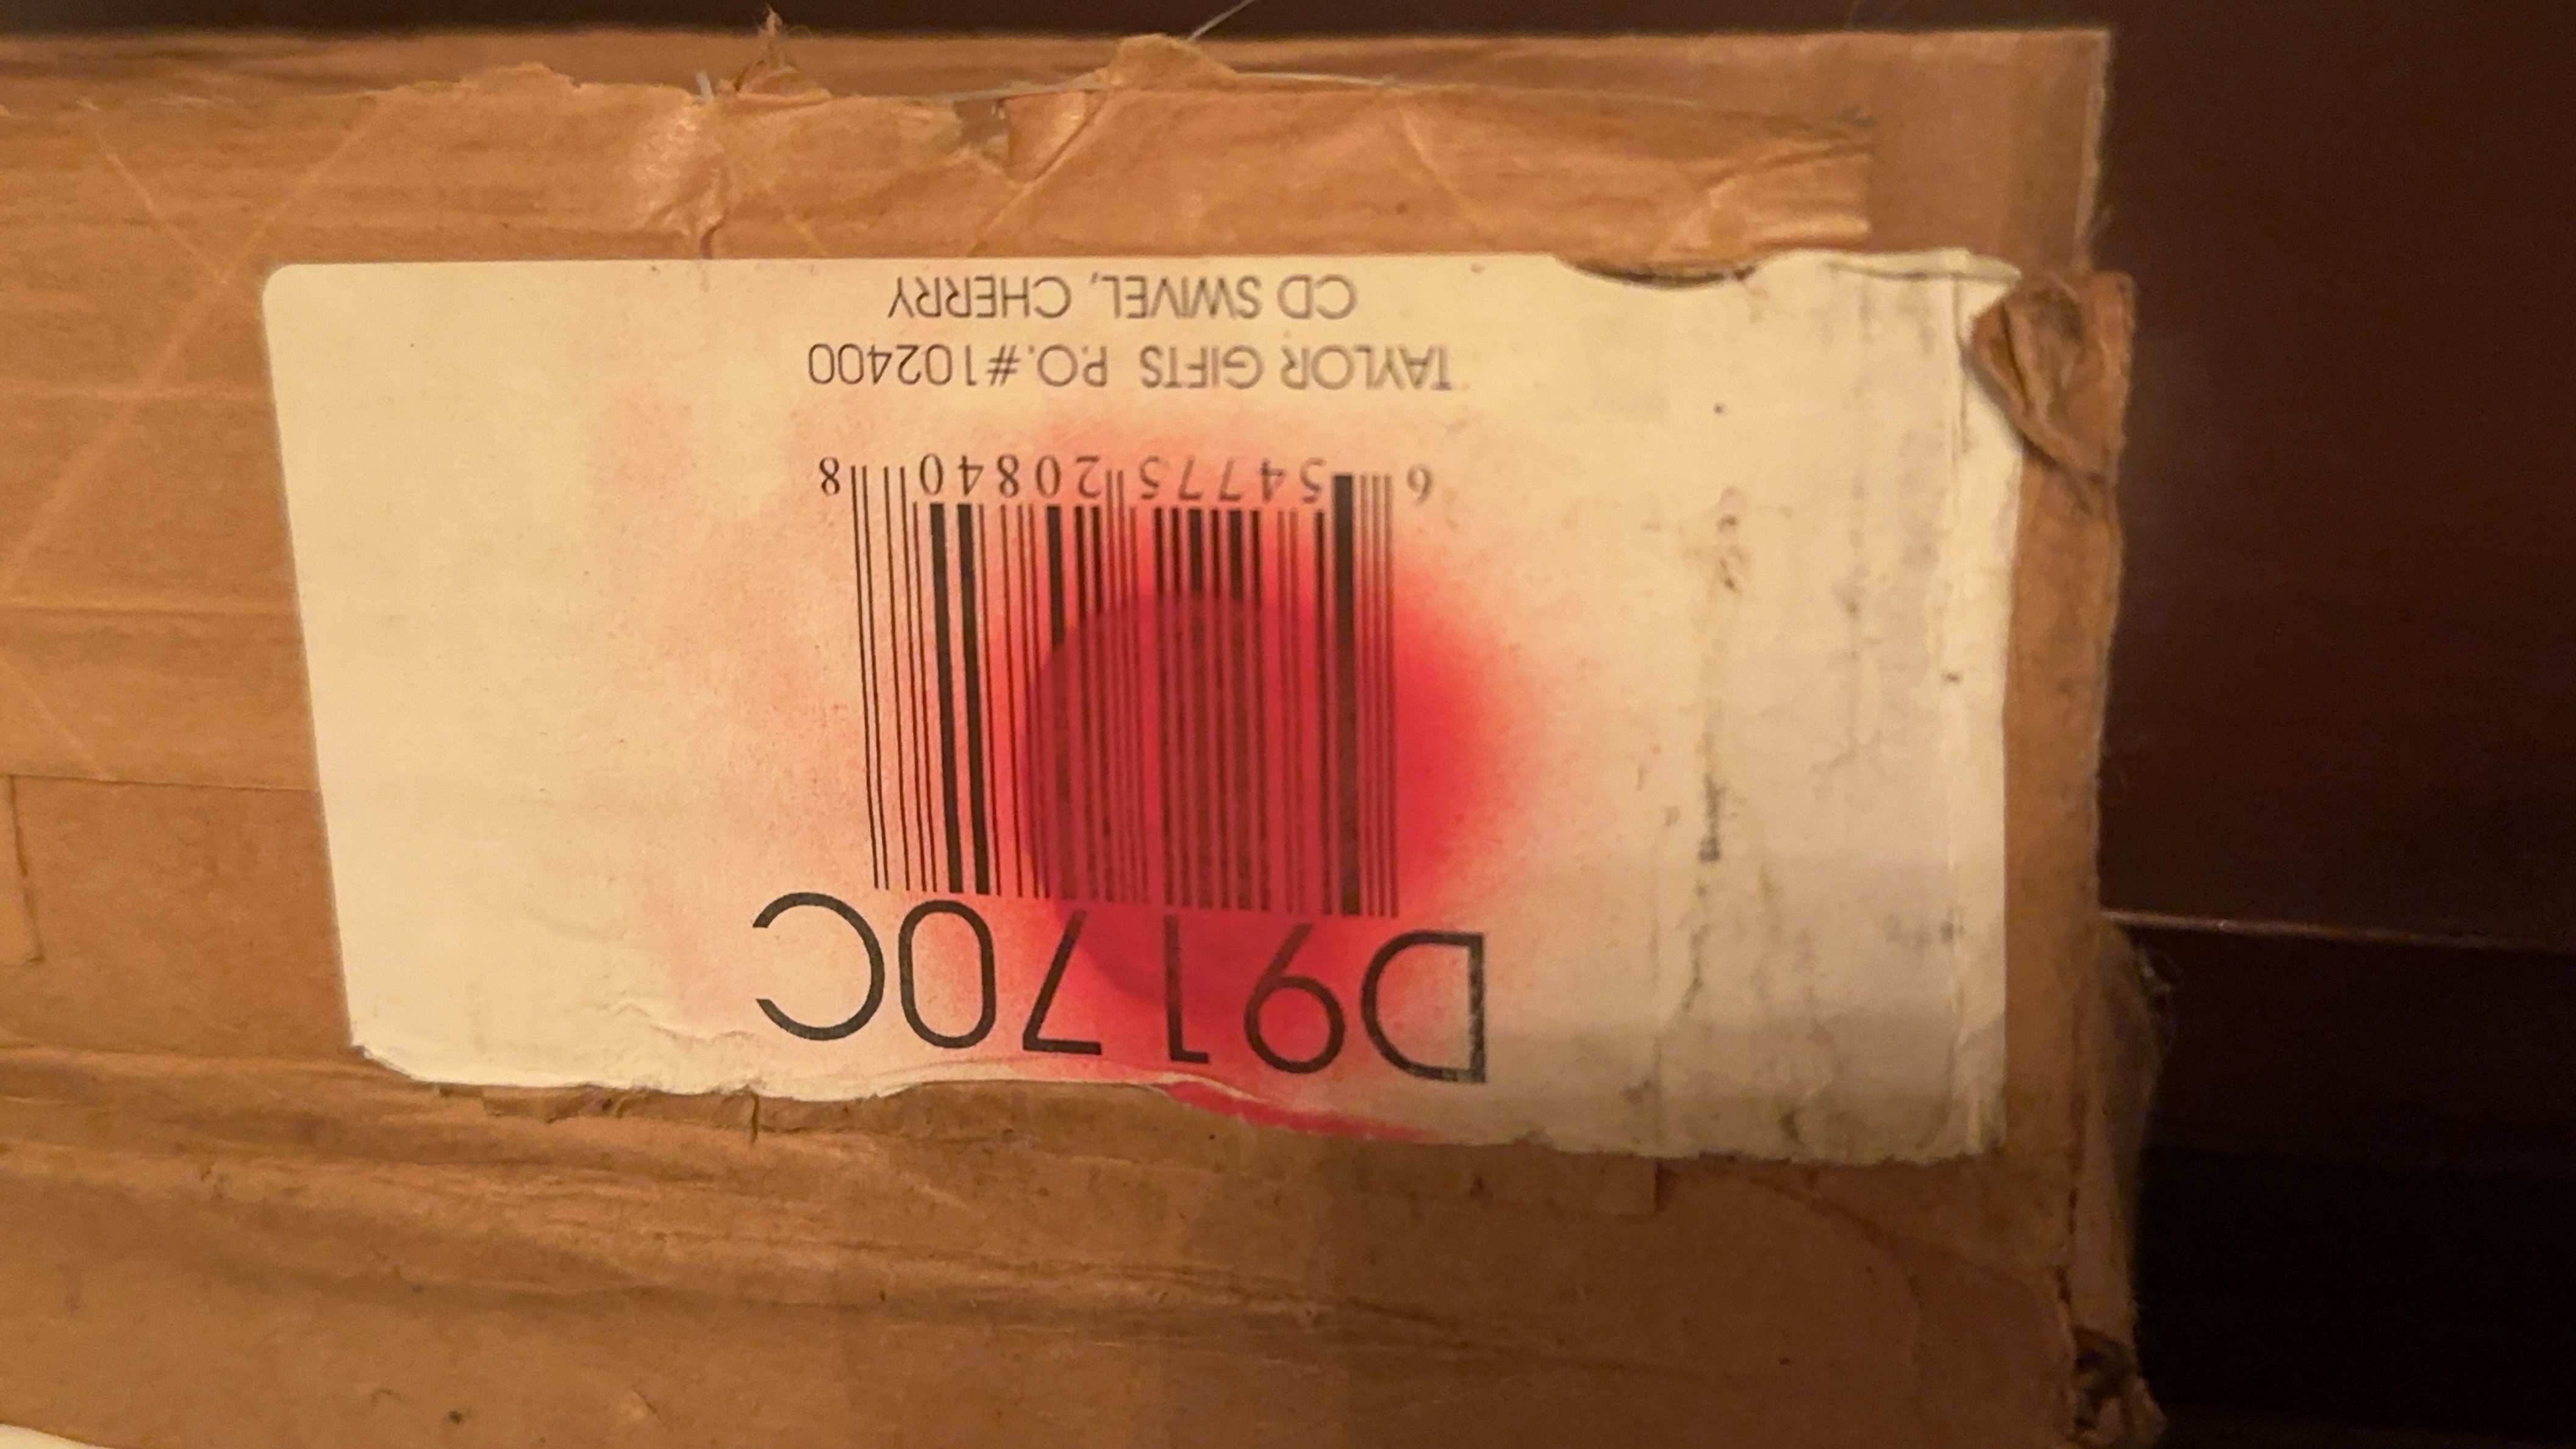 D9170C
6 54775 20840 8
TAYLOR GIFTS P.O.#102400
CD SWIVEL, CHERRY